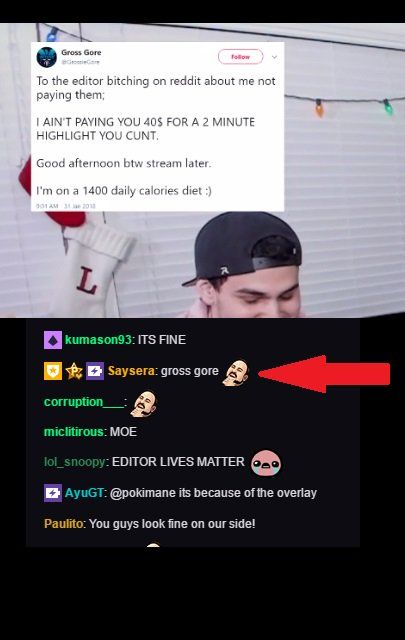 Gross Gore
@GrossieGore
Follow
To the editor bitching on reddit about me not
paying them;
I AIN'T PAYING YOU 40$ FOR A 2 MINUTE
HIGHLIGHT YOU CUNT.
Good afternoon btw stream later.
I'm on a 1400 daily calories diet :)
9:01 AM · 31 Jan 2018
L
kumason93: ITS FINE
Saysera: gross gore
corruption___:
miclitirous: MOE
lol_snoopy: EDITOR LIVES MATTER
AyuGT: @pokimane its because of the overlay
Paulito: You guys look fine on our side!